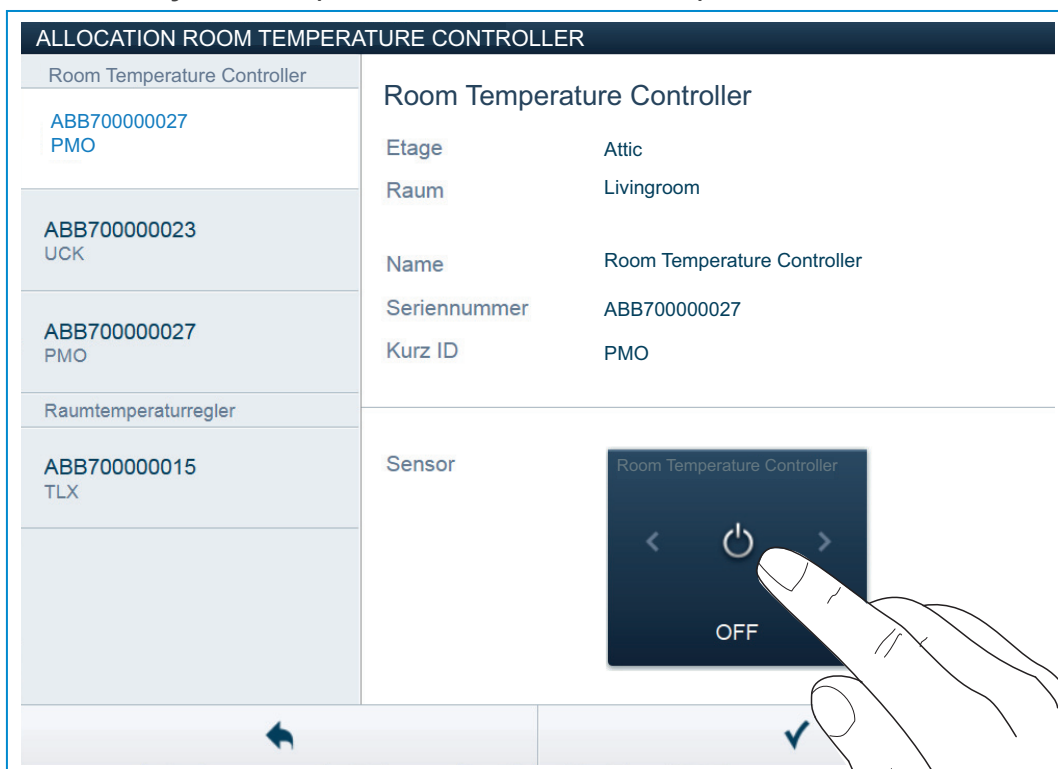 ALLOCATION ROOM TEMPERATURE CONTROLLER
Room Temperature Controller
ABB700000027
PMO
ABB700000023
UCK
ABB700000027
PMO
Raumtemperaturregler
ABB700000015
TLX
Room Temperature Controller
Etage Attic
Raum Livingroom
Name Room Temperature Controller
Seriennummer ABB700000027
Kurz ID PMO
Sensor
Room Temperature Controller
OFF